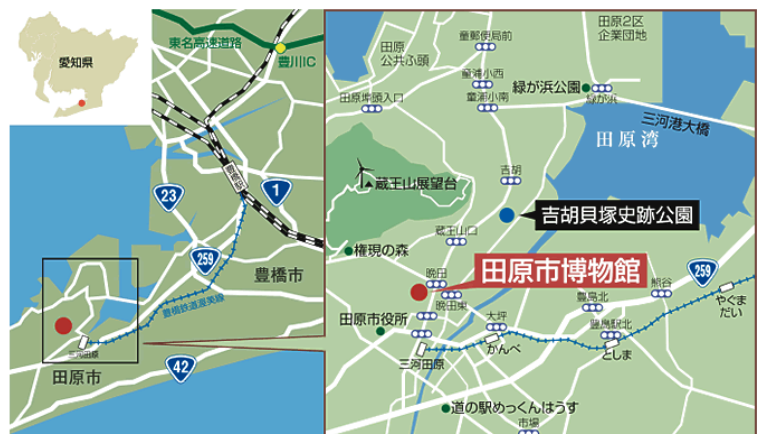 愛知県
東名高速道路
豊川IC
豊橋駅
23
1
259
豊橋市
豊橋鉄道渥美線
三河田原
田原市
42
童郵便局前
田原2区
企業団地
田原
公共ふ頭
童浦小西
緑が浜公園
緑が浜
田原埠頭入口
童浦小南
三河港大橋
田原湾
吉胡
蔵王山展望台
吉胡貝塚史跡公園
蔵王山口
権現の森
田原市博物館
晩田
晩田東
259
熊谷
やぐま
だい
豊島北
大坪
田原市役所
豊島駅北
かんべ
としま
三河田原
道の駅めっくんはうす
市場